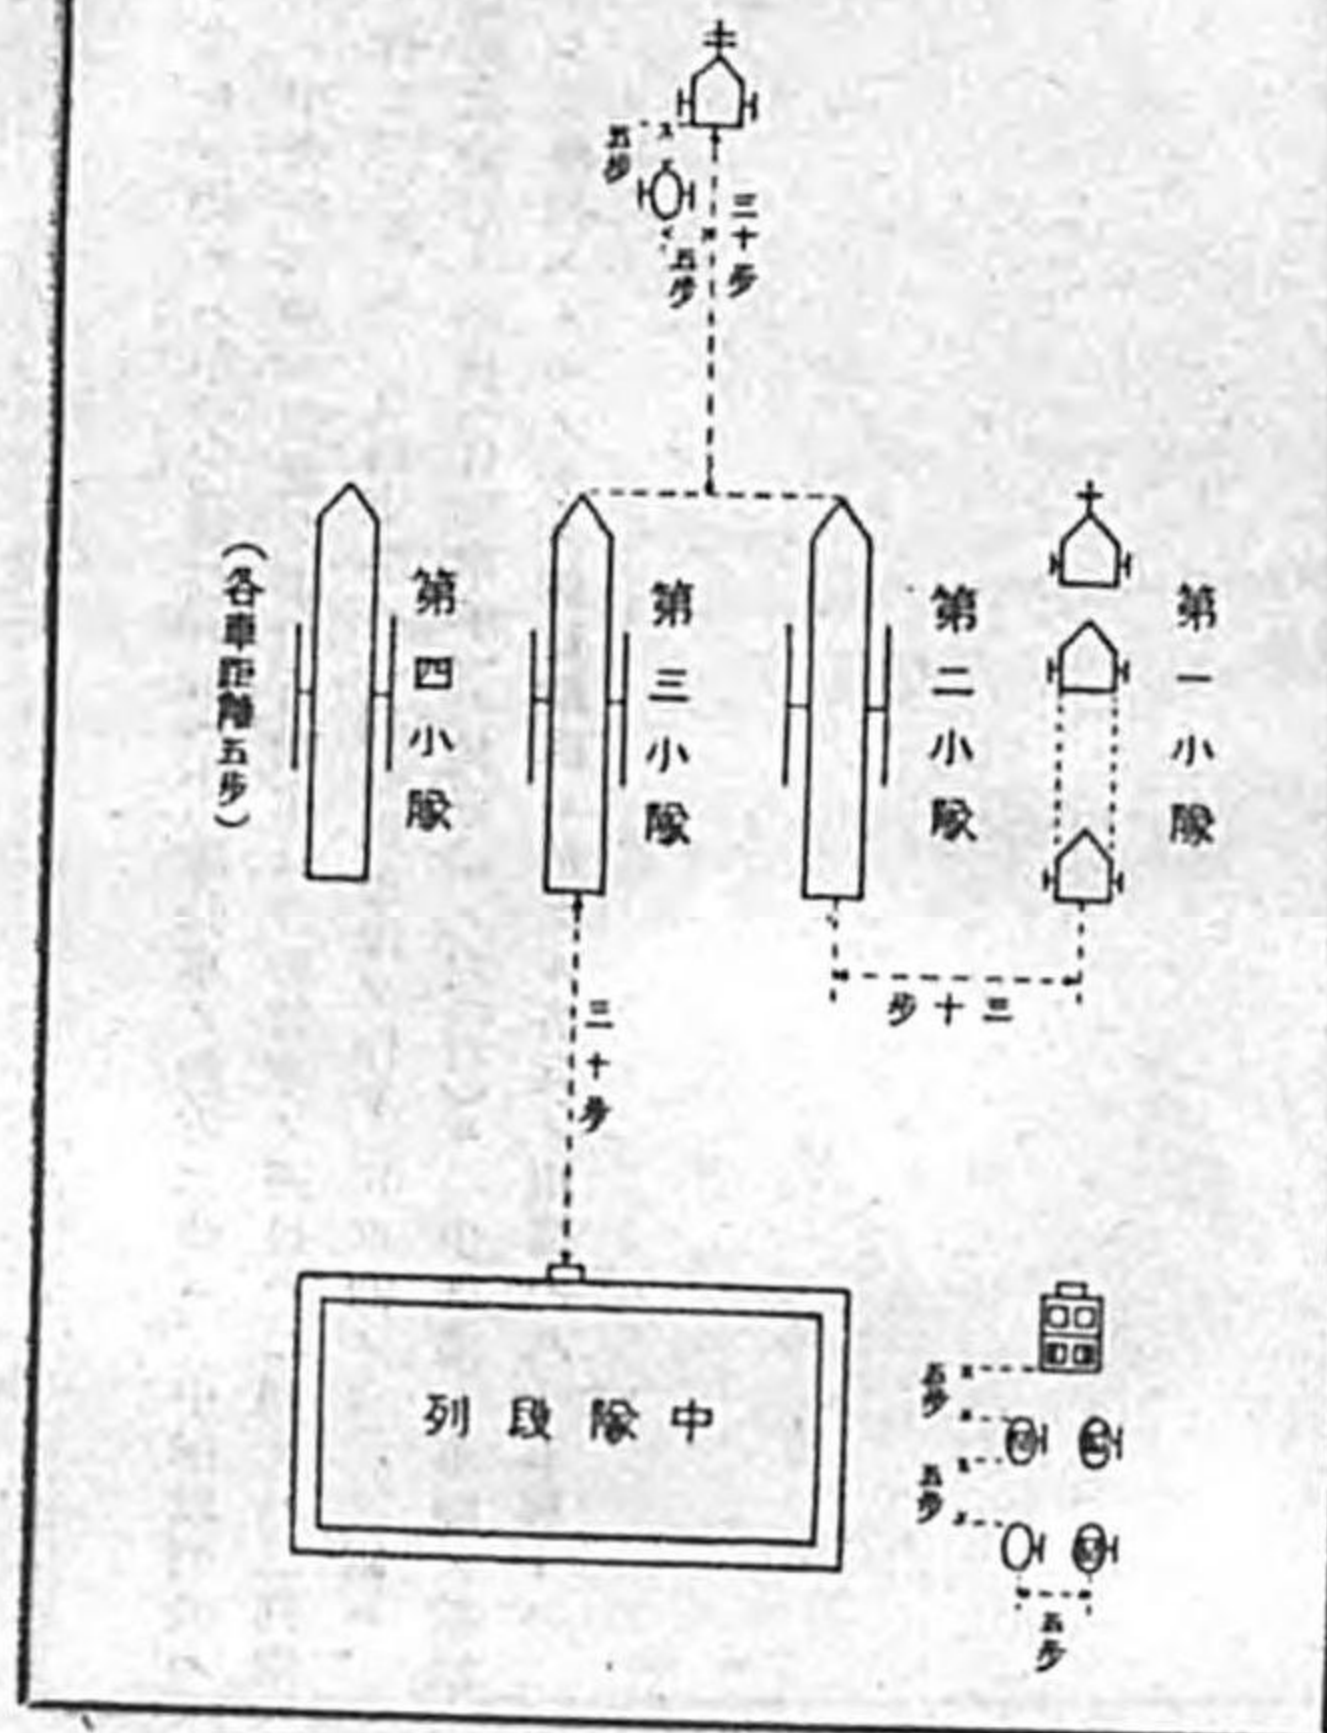 五步
三十步
五步
第一小隊
第二小隊
第三小隊
第四小隊
（各車距離五步）
三十步
三十步
中隊段列
五步
五步
五步